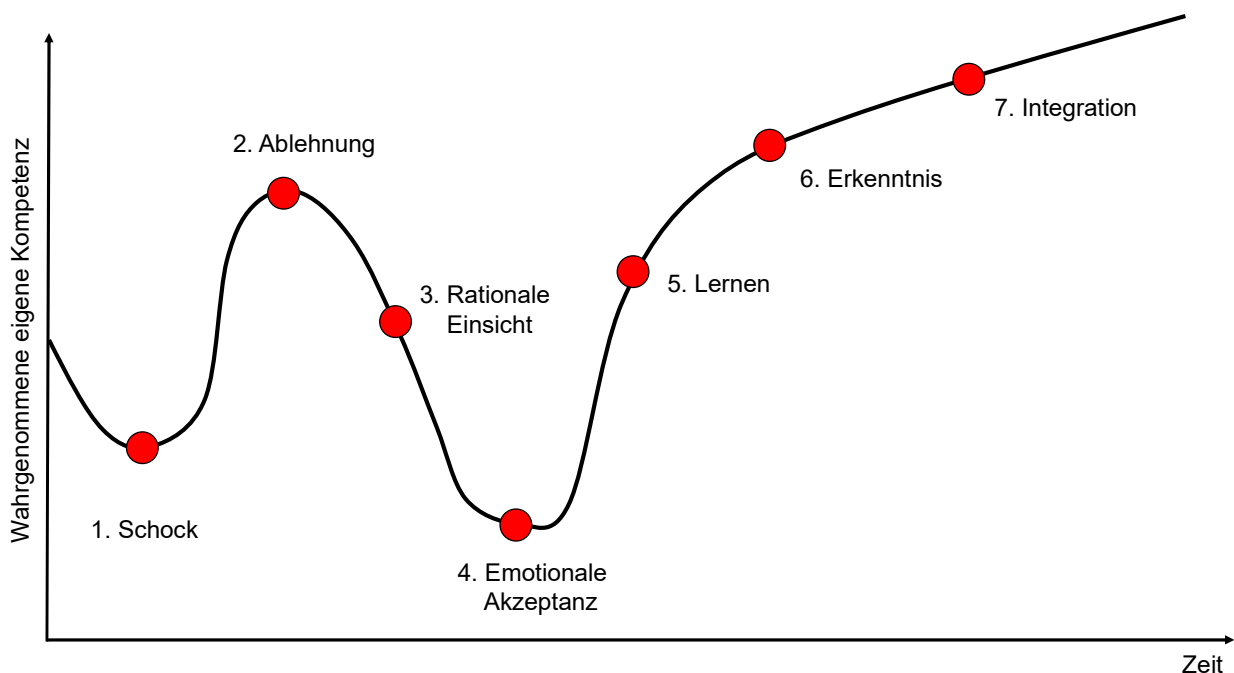 Wahrgenommene eigene Kompetenz
1. Schock
2. Ablehnung
3. Rationale
Einsicht
4. Emotionale
Akzeptanz
5. Lernen
6. Erkenntnis
7. Integration
Zeit